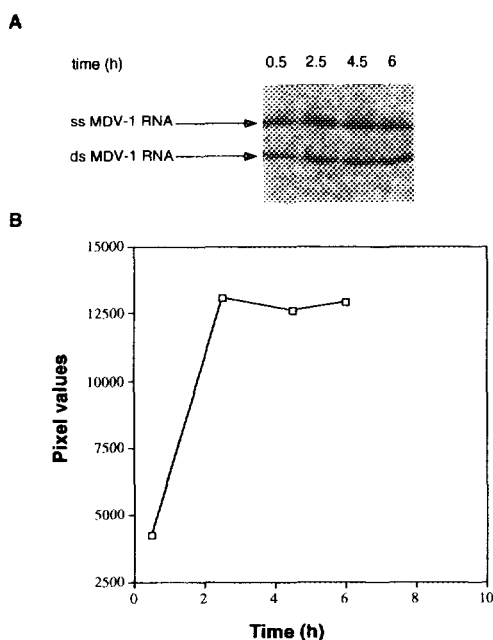 A
time (h) 0.5 2.5 4.5 6
ss MDV-1 RNA
ds MDV-1 RNA
B
15000
12500
10000
7500
5000
2500
0 2 4 6 8 10
Pixel values
Time (h)